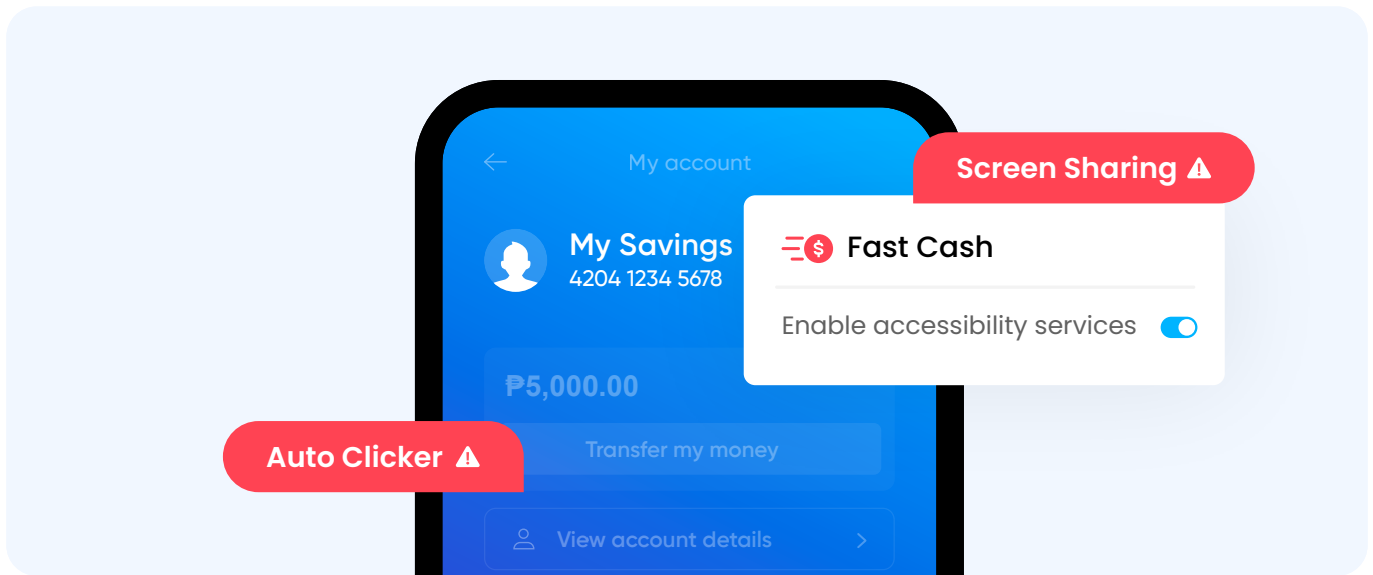 My account
Screen Sharing
My Savings
4204 1234 5678
$ Fast Cash
Enable accessibility services
₱5,000.00
Transfer my money
Auto Clicker
View account details